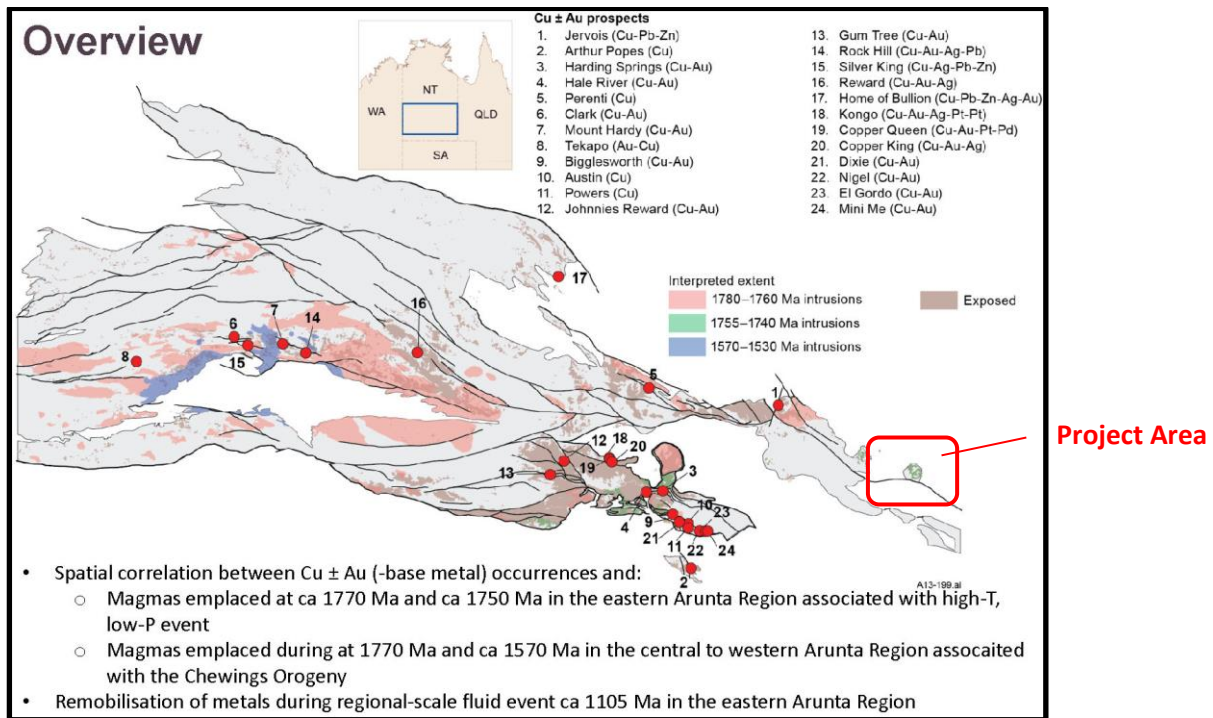 Overview
NT
WA
QLD
SA
Cu ± Au prospects
1. Jervois (Cu-Pb-Zn)
2. Arthur Popes (Cu)
3. Harding Springs (Cu-Au)
4. Hale River (Cu-Au)
5. Perenti (Cu)
6. Clark (Cu-Au)
7. Mount Hardy (Cu-Au)
8. Tekapo (Au-Cu)
9. Bigglesworth (Cu-Au)
10. Austin (Cu)
11. Powers (Cu)
12. Johnnies Reward (Cu-Au)
13. Gum Tree (Cu-Au)
14. Rock Hill (Cu-Au-Ag-Pb)
15. Silver King (Cu-Ag-Pb-Zn)
16. Reward (Cu-Au-Ag)
17. Home of Bullion (Cu-Pb-Zn-Ag-Au)
18. Kongo (Cu-Au-Ag-Pt-Pt)
19. Copper Queen (Cu-Au-Pt-Pd)
20. Copper King (Cu-Au-Ag)
21. Dixie (Cu-Au)
22. Nigel (Cu-Au)
23. El Gordo (Cu-Au)
24. Mini Me (Cu-Au)
Interpreted extent
1780–1760 Ma intrusions
1755–1740 Ma intrusions
1570–1530 Ma intrusions
Exposed
17
16
6
7
14
8
15
5
1
Project Area
12
18
20
19
13
3
4
10
9
23
21
11
22
24
2
A13-199.ai
• Spatial correlation between Cu ± Au (-base metal) occurrences and:
○ Magmas emplaced at ca 1770 Ma and ca 1750 Ma in the eastern Arunta Region associated with high-T,
low-P event
○ Magmas emplaced during at 1770 Ma and ca 1570 Ma in the central to western Arunta Region assocaited
with the Chewings Orogeny
• Remobilisation of metals during regional-scale fluid event ca 1105 Ma in the eastern Arunta Region